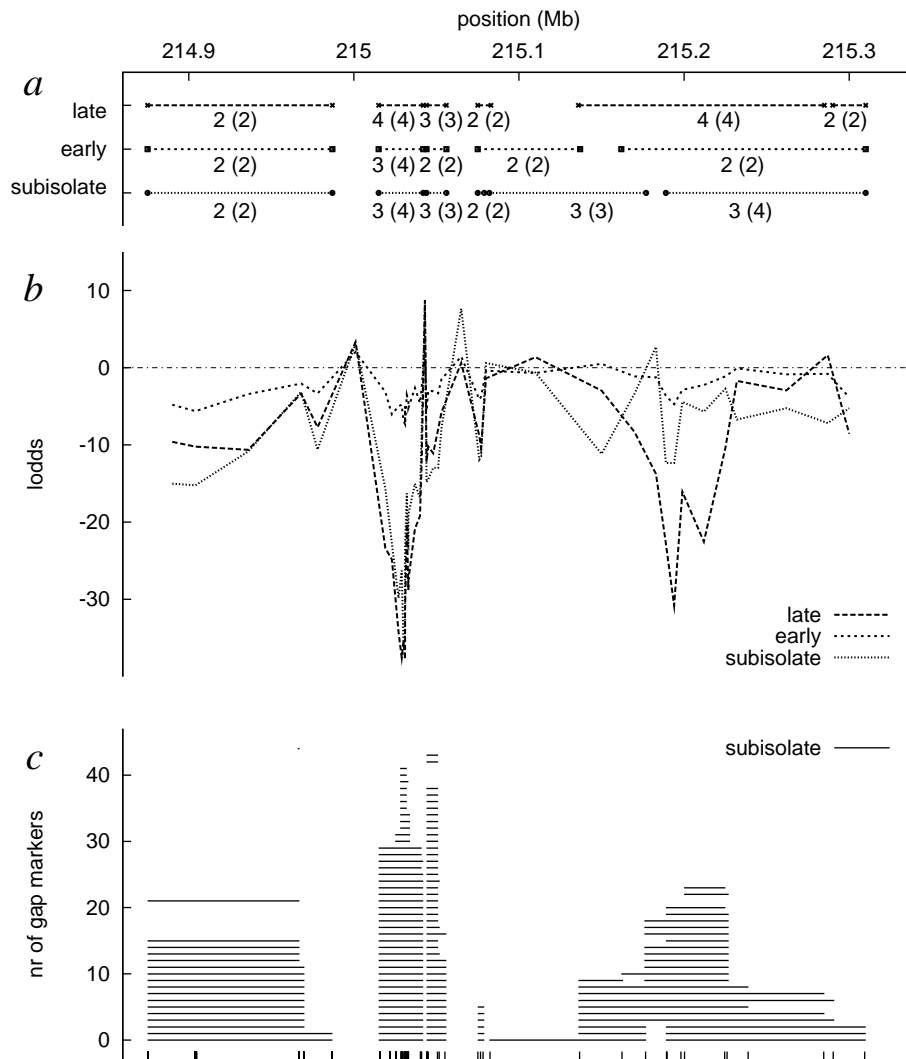 position (Mb)
214.9 215 215.1 215.2 215.3
a
late
2 (2) 4 (4) 3 (3) 2 (2) 4 (4) 2 (2)
early
2 (2) 3 (4) 2 (2) 2 (2) 2 (2)
subisolate
2 (2) 3 (4) 3 (3) 2 (2) 3 (3) 3 (4)
b
10
0
-10
-20
-30
lodds
late
early
subisolate
c
subisolate
40
30
20
10
0
nr of gap markers